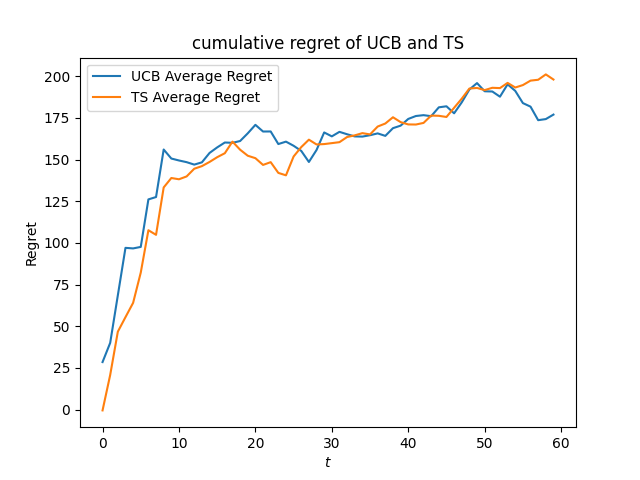 cumulative regret of UCB and TS
UCB Average Regret
TS Average Regret
200
175
150
125
100
75
50
25
0
Regret
0 10 20 30 40 50 60
t